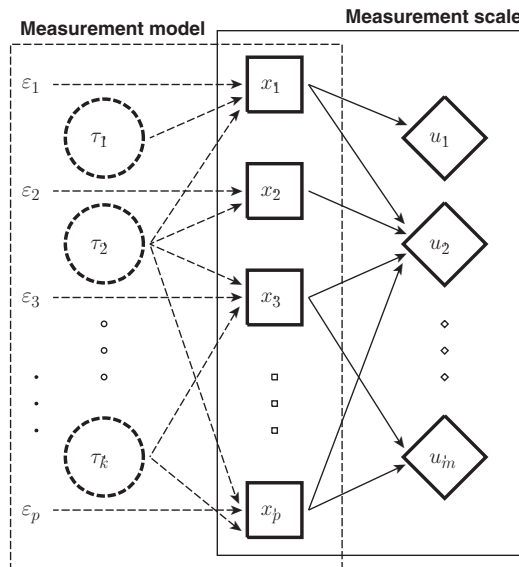 Measurement scale
Measurement model
ε₁ x₁
τ₁ u₁
ε₂ x₂
τ₂ u₂
ε₃ x₃
τₖ uₘ
εₚ xₚ